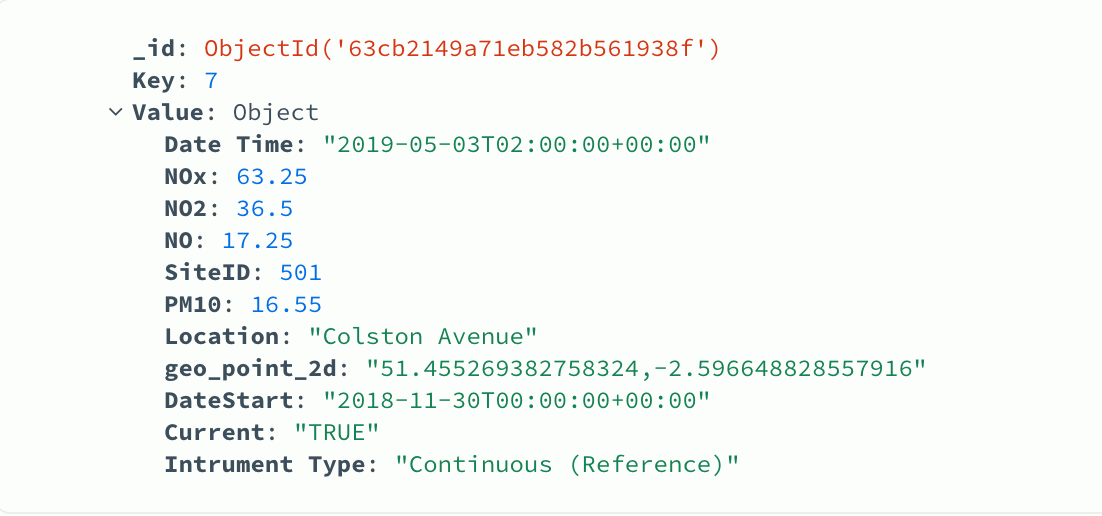 _id: ObjectId('63cb2149a71eb582b561938f')
Key: 7
Value: Object
Date Time: "2019-05-03T02:00:00+00:00"
NOx: 63.25
NO2: 36.5
NO: 17.25
SiteID: 501
PM10: 16.55
Location: "Colston Avenue"
geo_point_2d: "51.455269382758324,-2.596648828557916"
DateStart: "2018-11-30T00:00:00+00:00"
Current: "TRUE"
Intrument Type: "Continuous (Reference)"